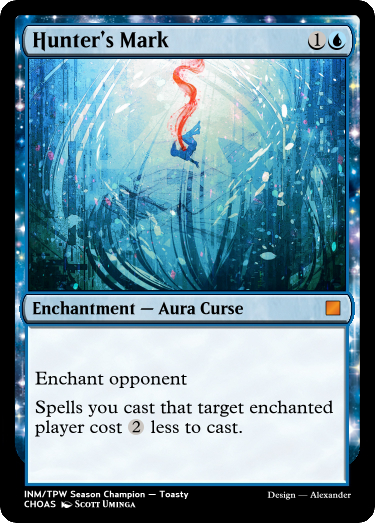 Hunter's Mark 1
Enchantment — Aura Curse
Enchant opponent
Spells you cast that target enchanted
player cost 2 less to cast.
INM/TPW Season Champion — Toasty
CHOAS Scott Uminga
Design — Alexander